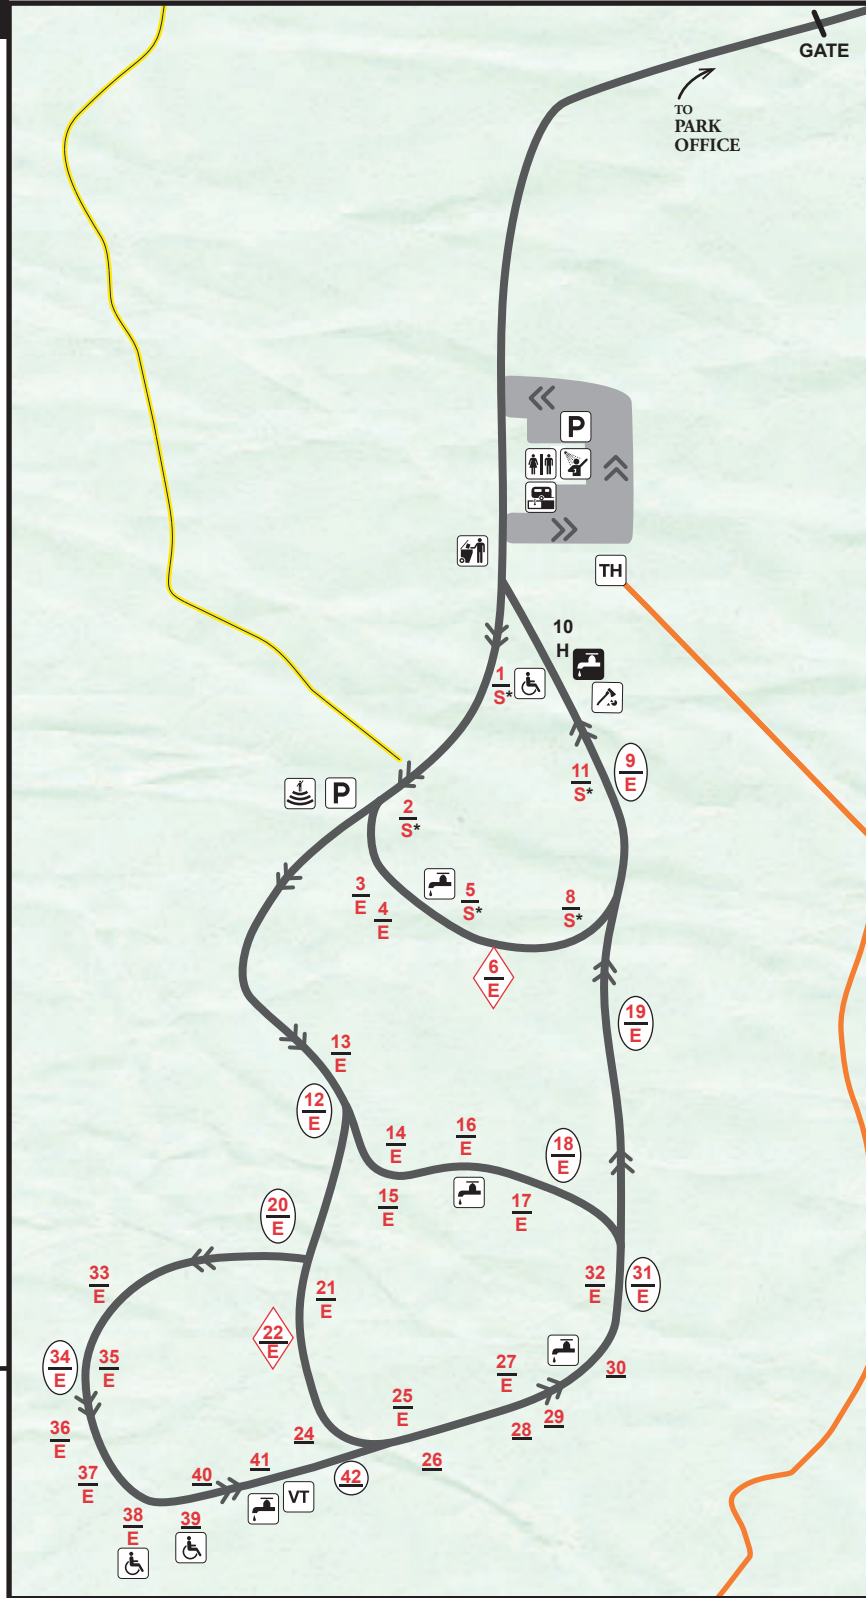 GATE
TO
PARK
OFFICE
P
TH
10
H
1
S*
9
E
11
S*
P
2
S*
3
E
4
E
5
S*
8
S*
6
E
19
E
13
E
12
E
14
E
16
E
18
E
15
E
17
E
20
E
33
E
21
E
32
E
31
E
22
E
34
E
35
E
27
E
30
25
E
36
E
24
28
29
26
41
40
42
37
E
VT
38
E
39